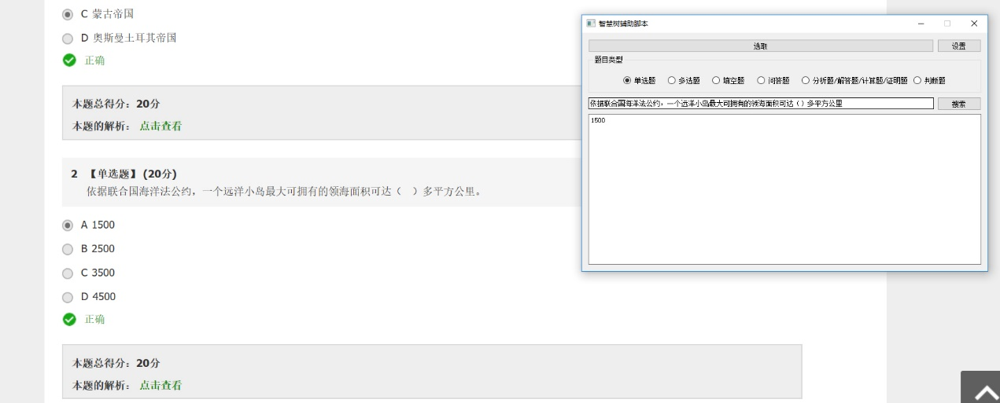 C 蒙古帝国
D 奥斯曼土耳其帝国
正确
本题总得分：20分
本题的解析： 点击查看
2 【单选题】(20分)
依据联合国海洋法公约，一个远洋小岛最大可拥有的领海面积可达（ ）多平方公里。
A 1500
B 2500
C 3500
D 4500
正确
本题总得分：20分
本题的解析： 点击查看
智慧树辅助脚本
选取 设置
题目类型
单选题 多选题 填空题 问答题 分析题/解答题/计算题/证明题 判断题
依据联合国海洋法公约，一个远洋小岛最大可拥有的领海面积可达（）多平方公里 搜索
1500